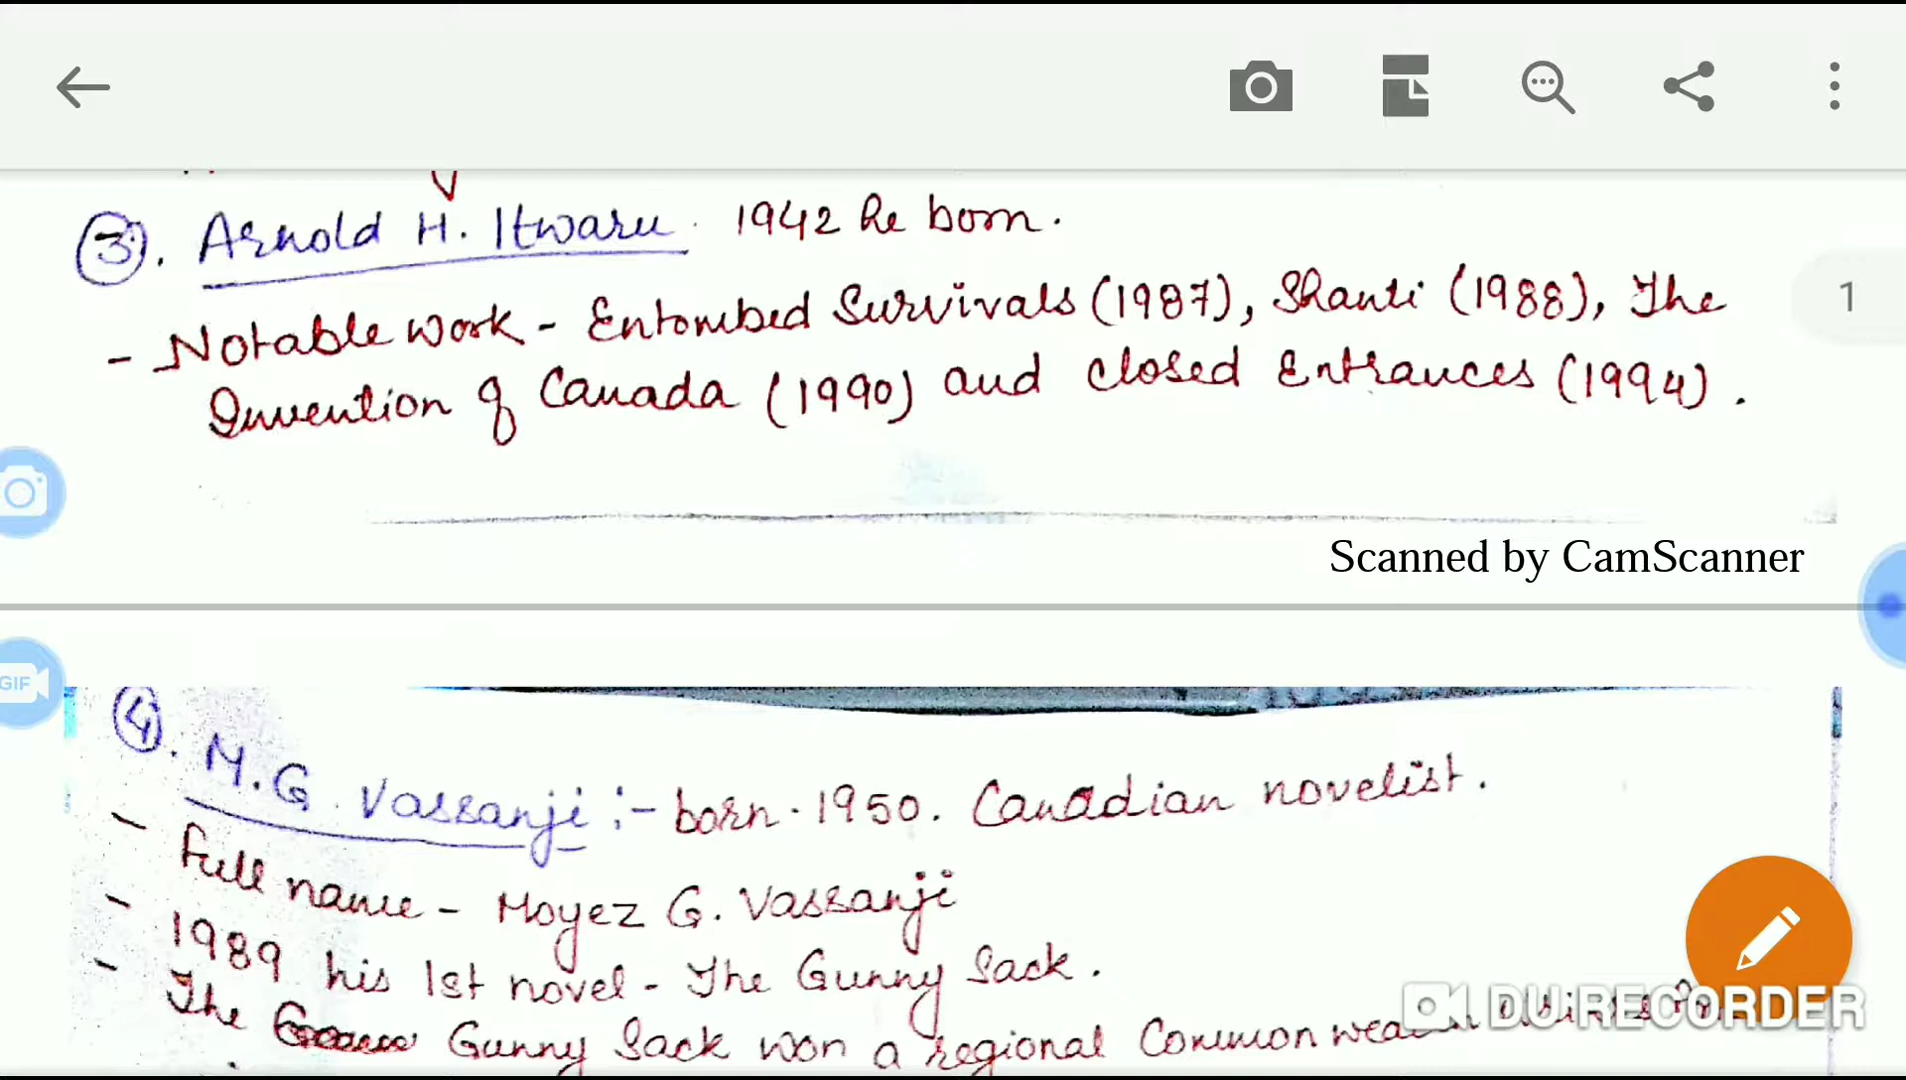 3. Arnold H. Itwaru. 1942 he born.
1
- Notable work - Entombed Survivals (1987), Shanti (1988), The
Invention of Canada (1990) and closed Entrances (1994).
Scanned by CamScanner
GIF
4. M.G. Vassanji :- born - 1950. Canadian novelist.
- Full name - Moyez G. Vassanji
- 1989 his 1st novel - The Gunny Sack.
- The Gunny Sack won a regional Commonwealth
DU RECORDER